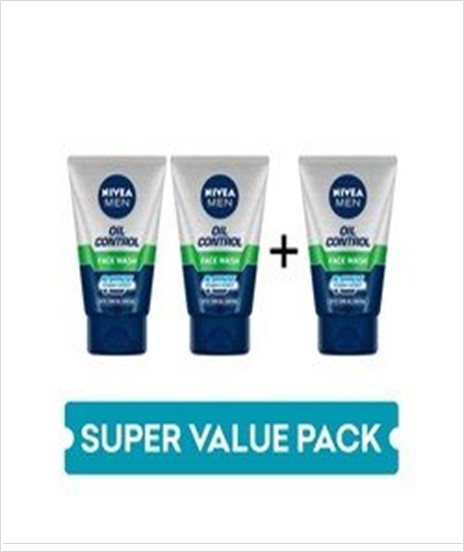 NIVEA
MEN
OIL
CONTROL
FACE WASH
NIVEA
MEN
OIL
CONTROL
FACE WASH
+
NIVEA
MEN
OIL
CONTROL
FACE WASH
SUPER VALUE PACK